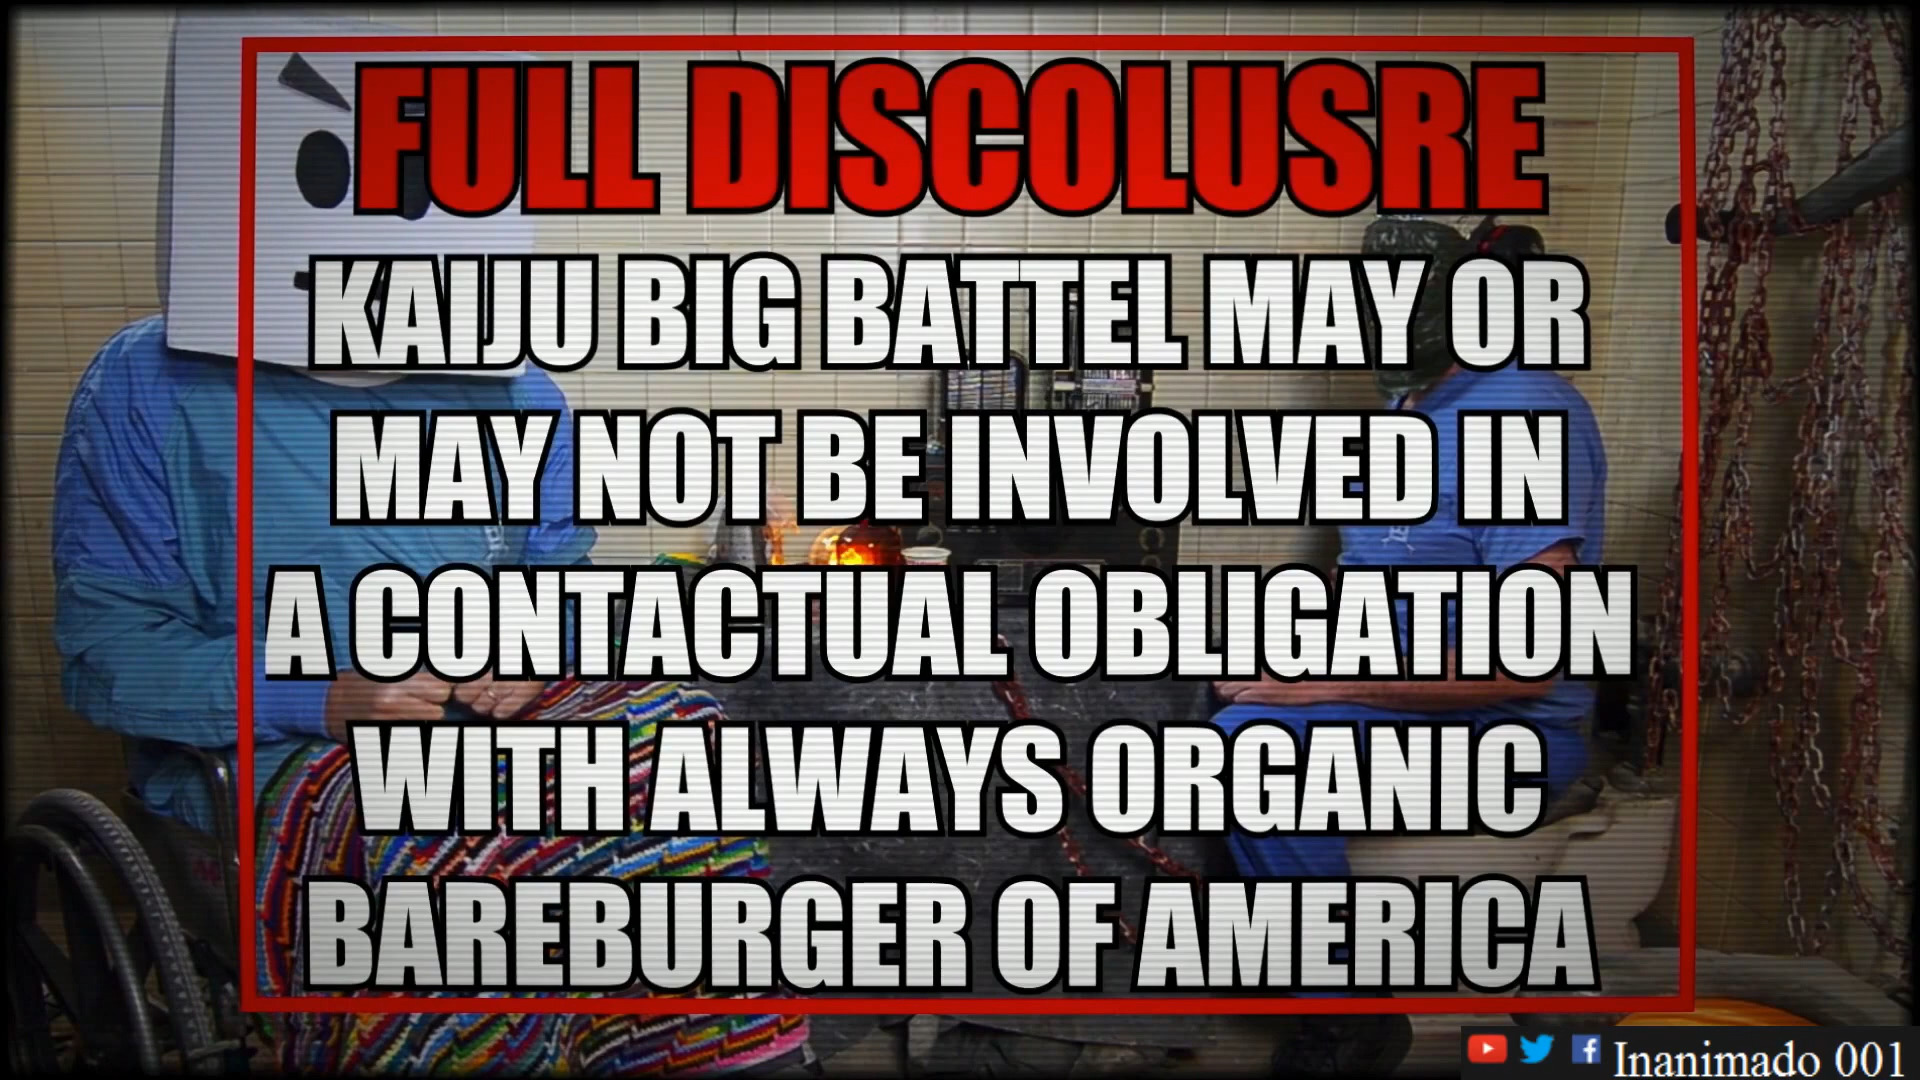 FULL DISCOLUSRE
KAIJU BIG BATTEL MAY OR
MAY NOT BE INVOLVED IN
A CONTACTUAL OBLIGATION
WITH ALWAYS ORGANIC
BAREBURGER OF AMERICA
Inanimado 001